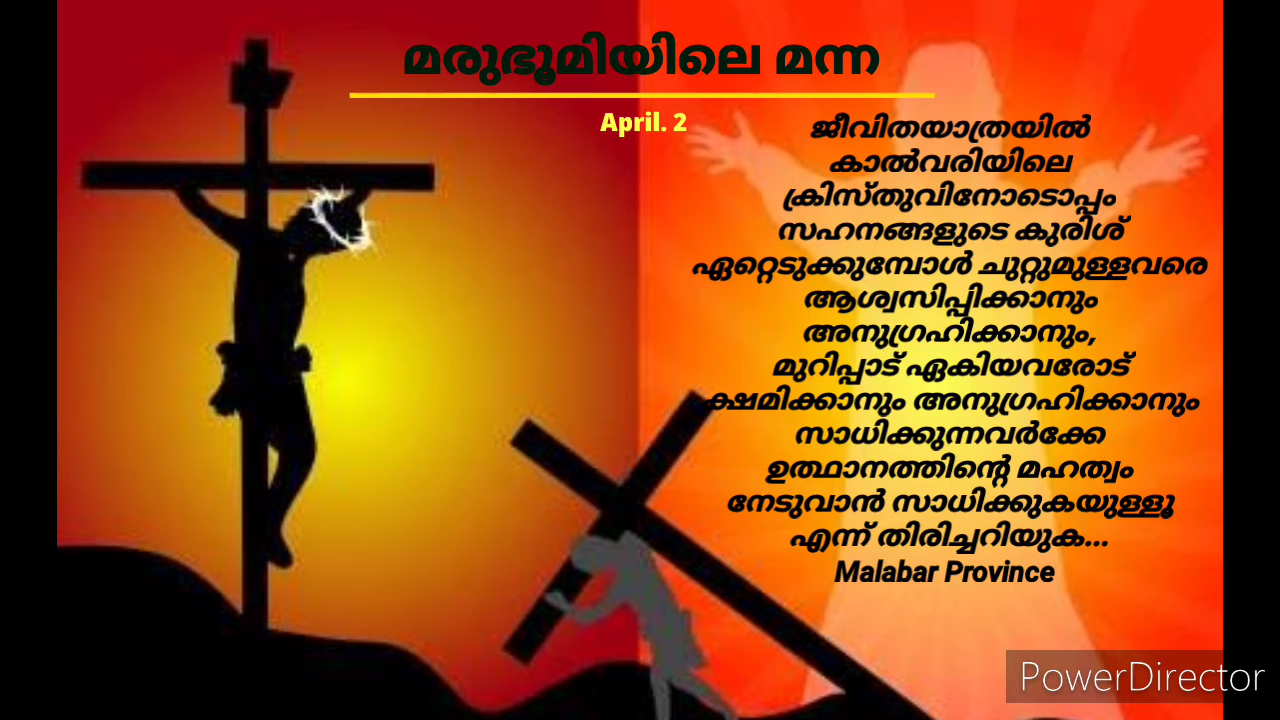 മരുഭൂമിയിലെ മന്ന
April. 2
ജീവിതയാത്രയിൽ
കാൽവരിയിലെ
ക്രിസ്തുവിനോടൊപ്പം
സഹനങ്ങളുടെ കുരിശ്
ഏറ്റെടുക്കുമ്പോൾ ചുറ്റുമുള്ളവരെ
ആശ്വസിപ്പിക്കാനും
അനുഗ്രഹിക്കാനും,
മുറിപ്പാട് ഏകിയവരോട്
ക്ഷമിക്കാനും അനുഗ്രഹിക്കാനും
സാധിക്കുന്നവർക്കേ
ഉത്ഥാനത്തിന്റെ മഹത്വം
നേടുവാൻ സാധിക്കുകയുള്ളൂ
എന്ന് തിരിച്ചറിയുക...
Malabar Province
PowerDirector